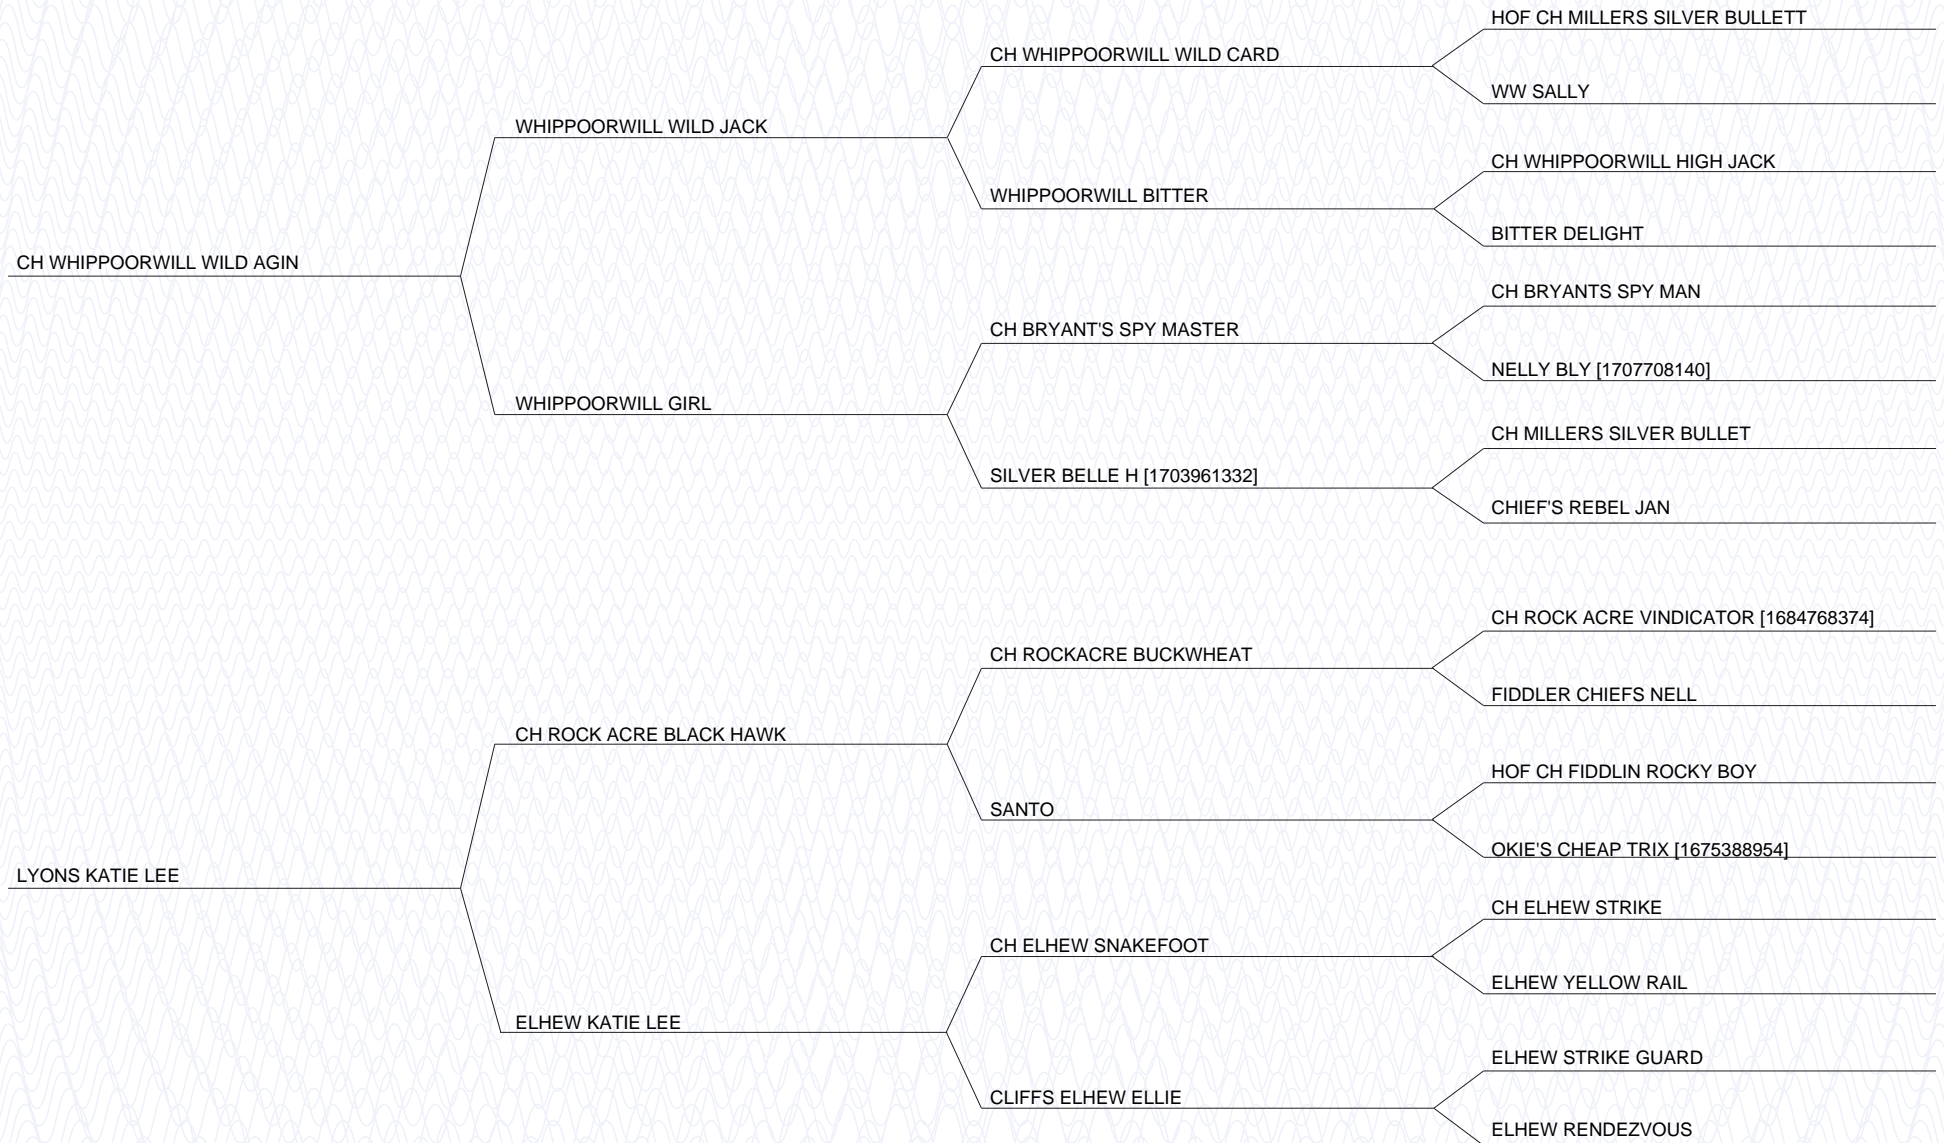 HOF CH MILLERS SILVER BULLETT
CH WHIPPOORWILL WILD CARD
WW SALLY
WHIPPOORWILL WILD JACK
CH WHIPPOORWILL HIGH JACK
WHIPPOORWILL BITTER
BITTER DELIGHT
CH WHIPPOORWILL WILD AGIN
CH BRYANTS SPY MAN
CH BRYANT'S SPY MASTER
NELLY BLY [1707708140]
WHIPPOORWILL GIRL
CH MILLERS SILVER BULLET
SILVER BELLE H [1703961332]
CHIEF'S REBEL JAN
CH ROCK ACRE VINDICATOR [1684768374]
CH ROCKACRE BUCKWHEAT
FIDDLER CHIEFS NELL
CH ROCK ACRE BLACK HAWK
HOF CH FIDDLIN ROCKY BOY
SANTO
OKIE'S CHEAP TRIX [1675388954]
LYONS KATIE LEE
CH ELHEW STRIKE
CH ELHEW SNAKEFOOT
ELHEW YELLOW RAIL
ELHEW KATIE LEE
ELHEW STRIKE GUARD
CLIFFS ELHEW ELLIE
ELHEW RENDEZVOUS